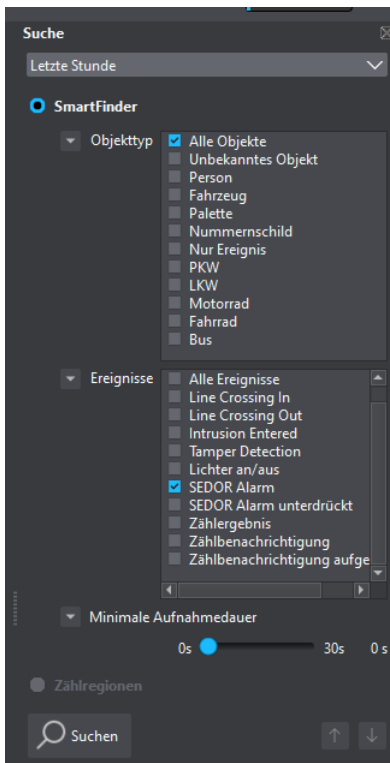 Suche
Letzte Stunde
SmartFinder
Objekttyp
Alle Objekte
Unbekanntes Objekt
Person
Fahrzeug
Palette
Nummernschild
Nur Ereignis
PKW
LKW
Motorrad
Fahrrad
Bus
Ereignisse
Alle Ereignisse
Line Crossing In
Line Crossing Out
Intrusion Entered
Tamper Detection
Lichter an/aus
SEDOR Alarm
SEDOR Alarm unterdrückt
Zählergebnis
Zählbenachrichtigung
Zählbenachrichtigung aufge
Minimale Aufnahmedauer
0s 30s 0 s
Zählregionen
Suchen